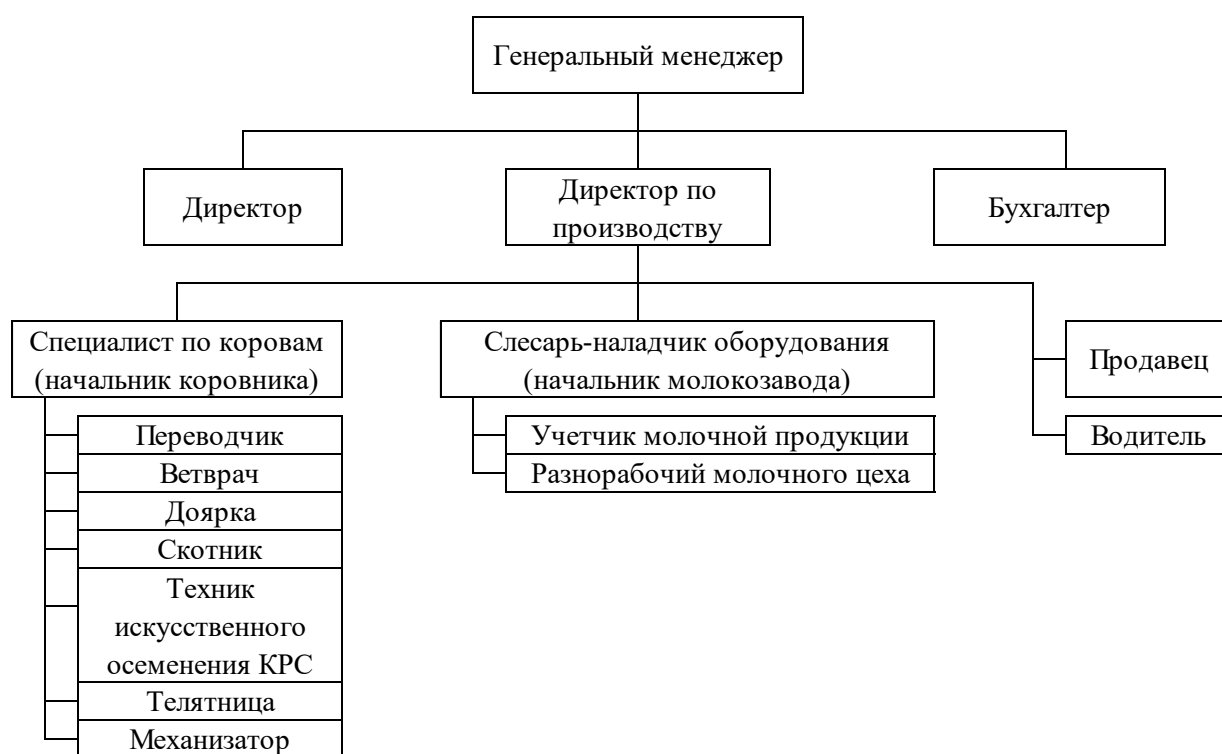 Генеральный менеджер
Директор
Директор по
производству
Бухгалтер
Специалист по коровам
(начальник коровника)
Слесарь-наладчик оборудования
(начальник молокозавода)
Продавец
Переводчик
Ветврач
Доярка
Скотник
Техник
искусственного
осеменения КРС
Телятница
Механизатор
Учетчик молочной продукции
Разнорабочий молочного цеха
Водитель